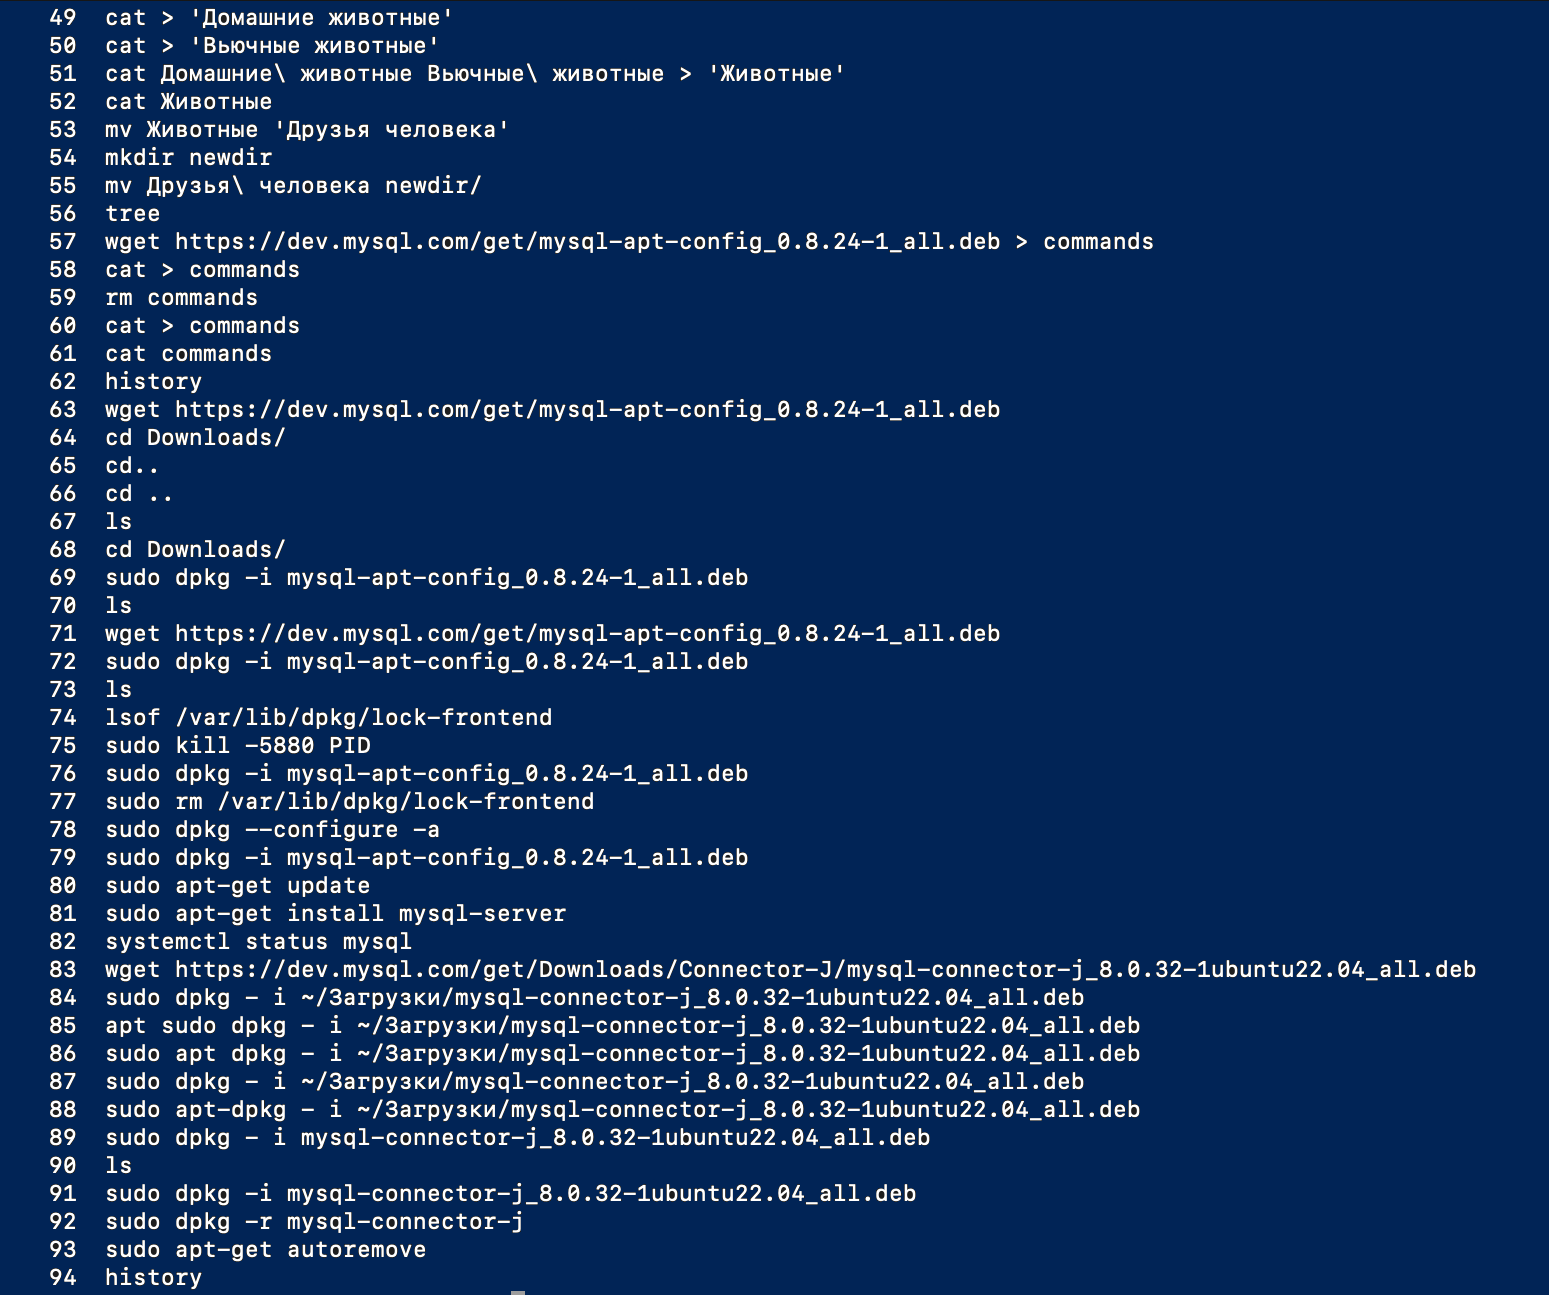 49 cat > 'Домашние животные'
50 cat > 'Вьючные животные'
51 cat Домашние\ животные Вьючные\ животные > 'Животные'
52 cat Животные
53 mv Животные 'Друзья человека'
54 mkdir newdir
55 mv Друзья\ человека newdir/
56 tree
57 wget https://dev.mysql.com/get/mysql-apt-config_0.8.24-1_all.deb > commands
58 cat > commands
59 rm commands
60 cat > commands
61 cat commands
62 history
63 wget https://dev.mysql.com/get/mysql-apt-config_0.8.24-1_all.deb
64 cd Downloads/
65 cd..
66 cd ..
67 ls
68 cd Downloads/
69 sudo dpkg -i mysql-apt-config_0.8.24-1_all.deb
70 ls
71 wget https://dev.mysql.com/get/mysql-apt-config_0.8.24-1_all.deb
72 sudo dpkg -i mysql-apt-config_0.8.24-1_all.deb
73 ls
74 lsof /var/lib/dpkg/lock-frontend
75 sudo kill -5880 PID
76 sudo dpkg -i mysql-apt-config_0.8.24-1_all.deb
77 sudo rm /var/lib/dpkg/lock-frontend
78 sudo dpkg --configure -a
79 sudo dpkg -i mysql-apt-config_0.8.24-1_all.deb
80 sudo apt-get update
81 sudo apt-get install mysql-server
82 systemctl status mysql
83 wget https://dev.mysql.com/get/Downloads/Connector-J/mysql-connector-j_8.0.32-1ubuntu22.04_all.deb
84 sudo dpkg - i ~/Загрузки/mysql-connector-j_8.0.32-1ubuntu22.04_all.deb
85 apt sudo dpkg - i ~/Загрузки/mysql-connector-j_8.0.32-1ubuntu22.04_all.deb
86 sudo apt dpkg - i ~/Загрузки/mysql-connector-j_8.0.32-1ubuntu22.04_all.deb
87 sudo dpkg - i ~/Загрузки/mysql-connector-j_8.0.32-1ubuntu22.04_all.deb
88 sudo apt-dpkg - i ~/Загрузки/mysql-connector-j_8.0.32-1ubuntu22.04_all.deb
89 sudo dpkg - i mysql-connector-j_8.0.32-1ubuntu22.04_all.deb
90 ls
91 sudo dpkg -i mysql-connector-j_8.0.32-1ubuntu22.04_all.deb
92 sudo dpkg -r mysql-connector-j
93 sudo apt-get autoremove
94 history